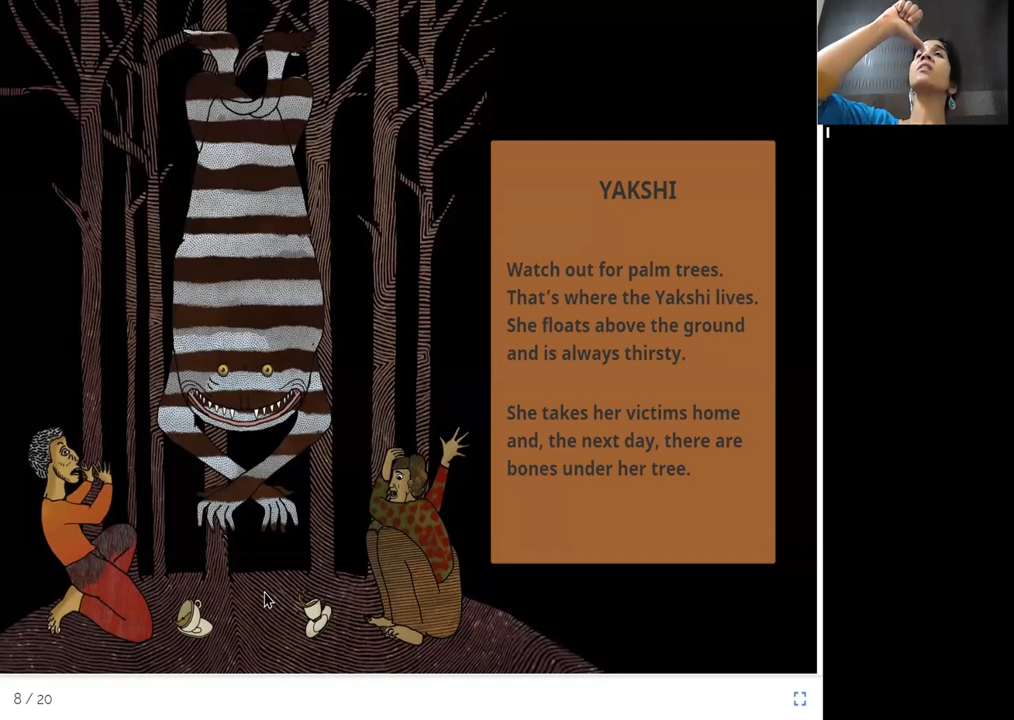 YAKSHI
Watch out for palm trees.
That's where the Yakshi lives.
She floats above the ground
and is always thirsty.
She takes her victims home
and, the next day, there are
bones under her tree.
8 / 20